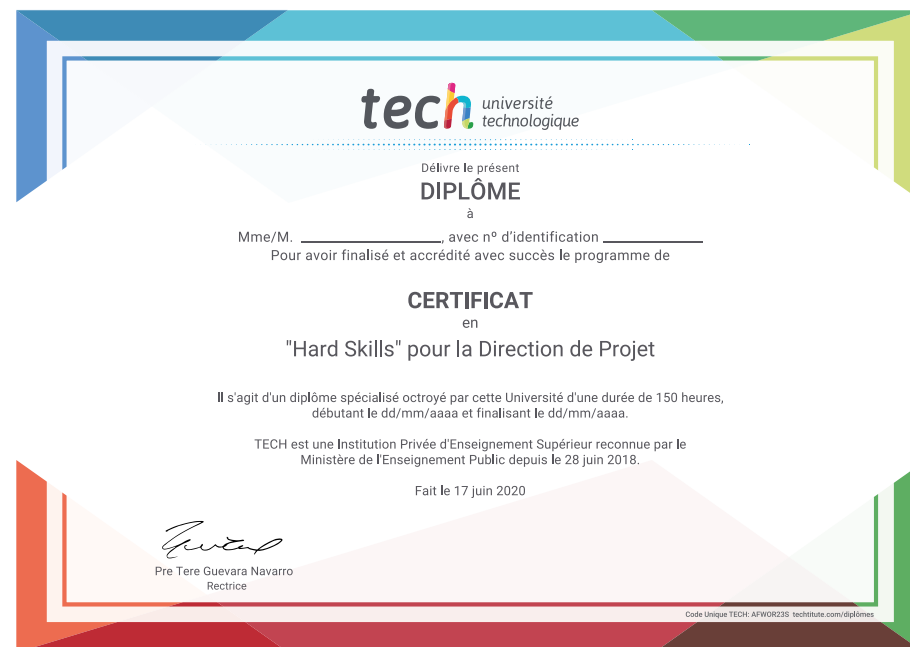 tech université
technologique
Délivre le présent
DIPLÔME
à
Mme/M. ____________________, avec nº d'identification ______________
Pour avoir finalisé et accrédité avec succès le programme de
CERTIFICAT
en
"Hard Skills" pour la Direction de Projet
Il s'agit d'un diplôme spécialisé octroyé par cette Université d'une durée de 150 heures,
débutant le dd/mm/aaaa et finalisant le dd/mm/aaaa.
TECH est une Institution Privée d'Enseignement Supérieur reconnue par le
Ministère de l'Enseignement Public depuis le 28 juin 2018.
Fait le 17 juin 2020
Pre Tere Guevara Navarro
Rectrice
Code Unique TECH: AFWOR23S techtitute.com/diplômes